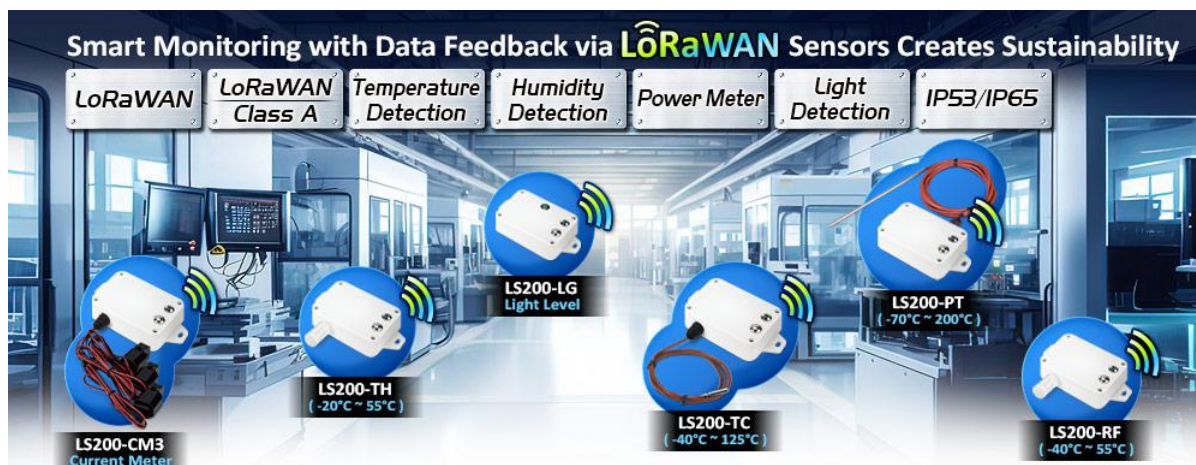 Smart Monitoring with Data Feedback via LoRaWAN Sensors Creates Sustainability
LoRaWAN
LoRaWAN
Class A
Temperature
Detection
Humidity
Detection
Power Meter
Light
Detection
IP53/IP65
LS200-LG
Light Level
LS200-PT
( -70°C ~ 200°C )
LS200-TH
( -20°C ~ 55°C )
LS200-TC
( -40°C ~ 125°C )
LS200-RF
( -40°C ~ 55°C )
LS200-CM3
Current Meter